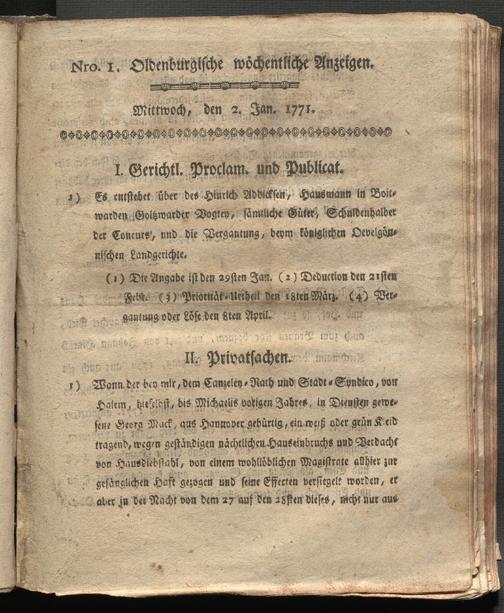 Nro. 1. Oldenburgische wöchentliche Anzeigen.
Mittwoch, den 2. Jan. 1771.
I. Gerichtl. Proclam. und Publicat.
1) Es entstehet über des Hinrich Addicksen, Hausmann in Boit-
warden Golzwarder Vogtey, sämtliche Güter, Schuldenhalber
der Concurs, und die Vergantung, beym königlichen Ovelgön-
nischen Landgerichte.
(1) Die Angabe ist den 29sten Jan. (2) Deduction den 21sten
Febr. (3) Prioritär-Urtheil den 18ten März. (4) Ver-
gantung oder Löse den 8ten April.
II. Privatsachen.
1) Wann der bey mir, dem Canzeley-Rath und Stadt-Syndico, von
Halem, hieselbst, bis Michaelis vorigen Jahres, in Diensten gewe-
sene Georg Mack, aus Hannover gebürtig, ein weiß oder grün Kleid
tragend, wegen geständigen nächtlichen Hauseinbruchs und Verdacht
von Hausdiebstahl, von einem wohllöblichen Magistrate allhier zur
gefänglichen Haft gezogen und seine Effecten versiegelt worden, er
aber in der Nacht von dem 27 auf den 28sten dieses, nicht nur aus-